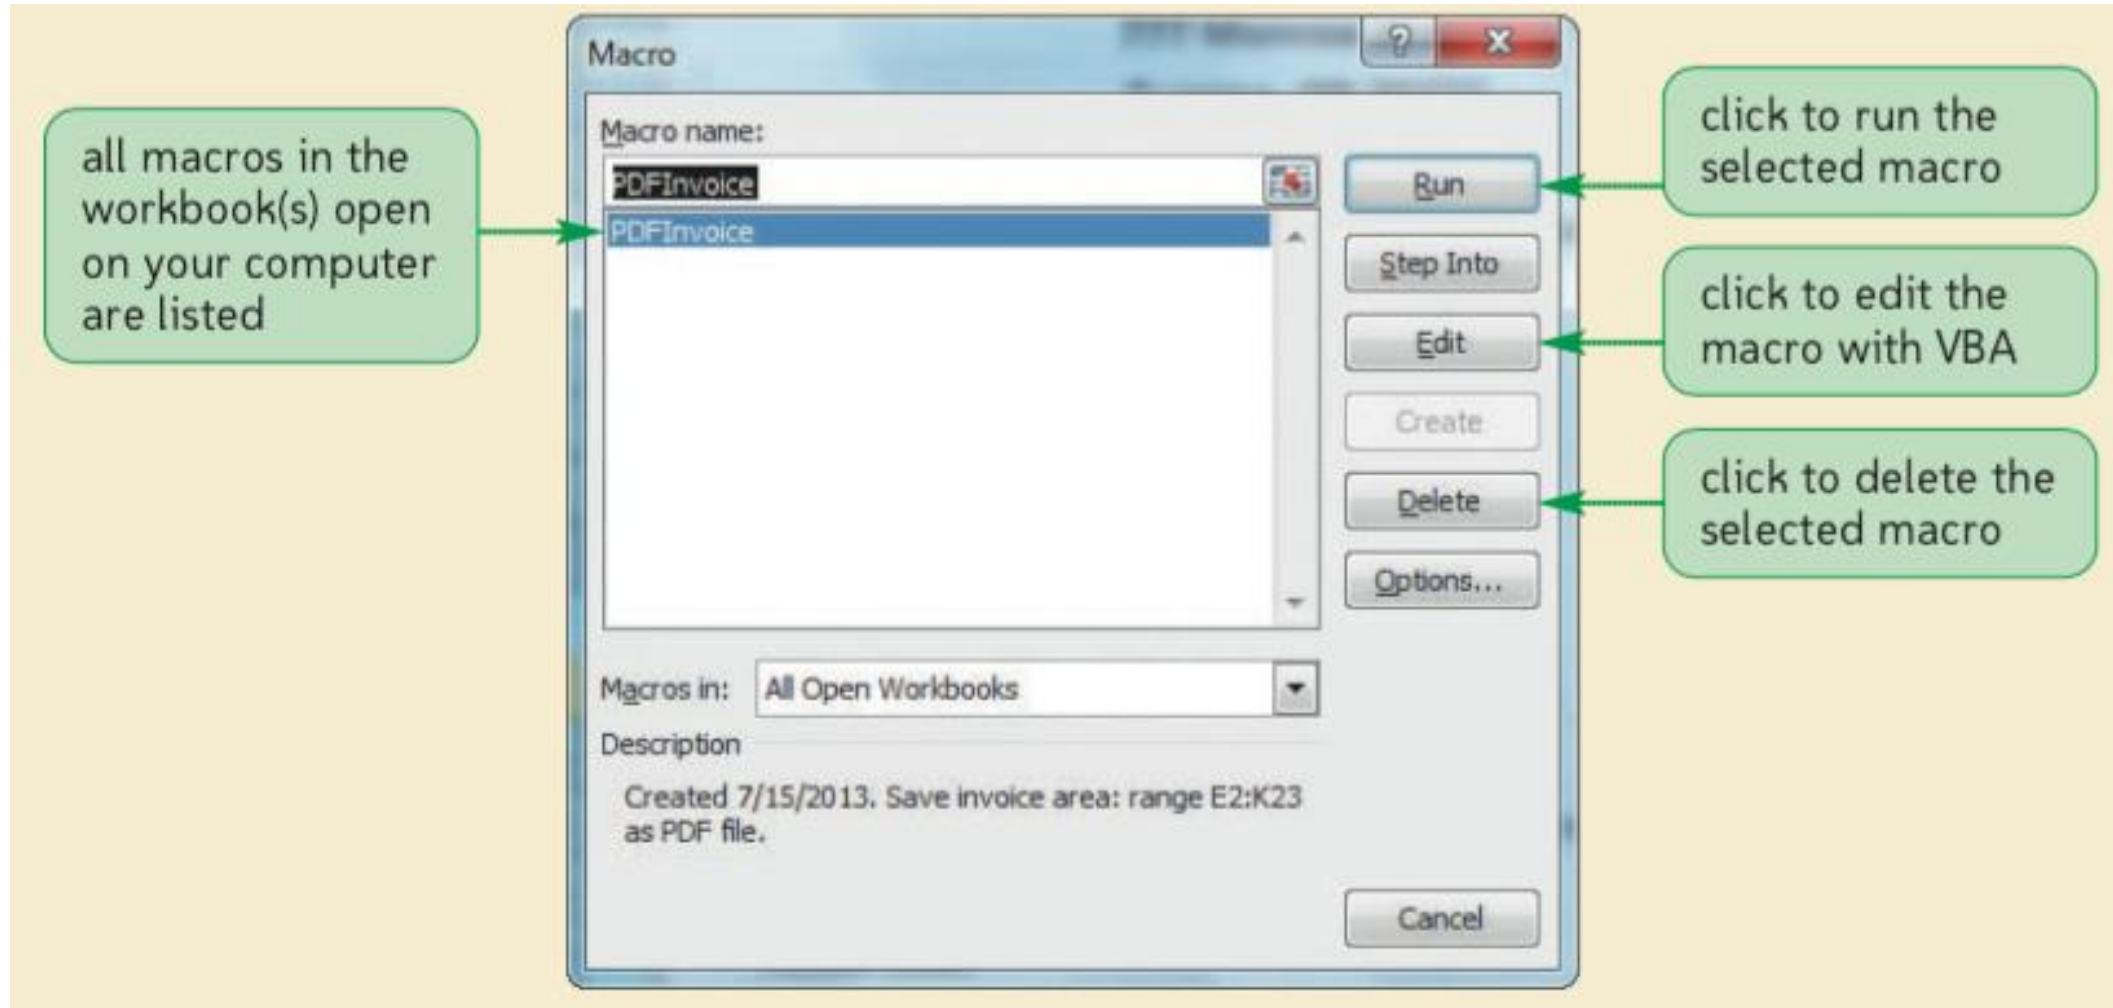 Macro
all macros in the
workbook(s) open
on your computer
are listed
Macro name:
PDFInvoice
PDFInvoice
Run
Step Into
Edit
Create
Delete
Options...
click to run the
selected macro
click to edit the
macro with VBA
click to delete the
selected macro
Macros in: All Open Workbooks
Description
Created 7/15/2013. Save invoice area: range E2:K23
as PDF file.
Cancel